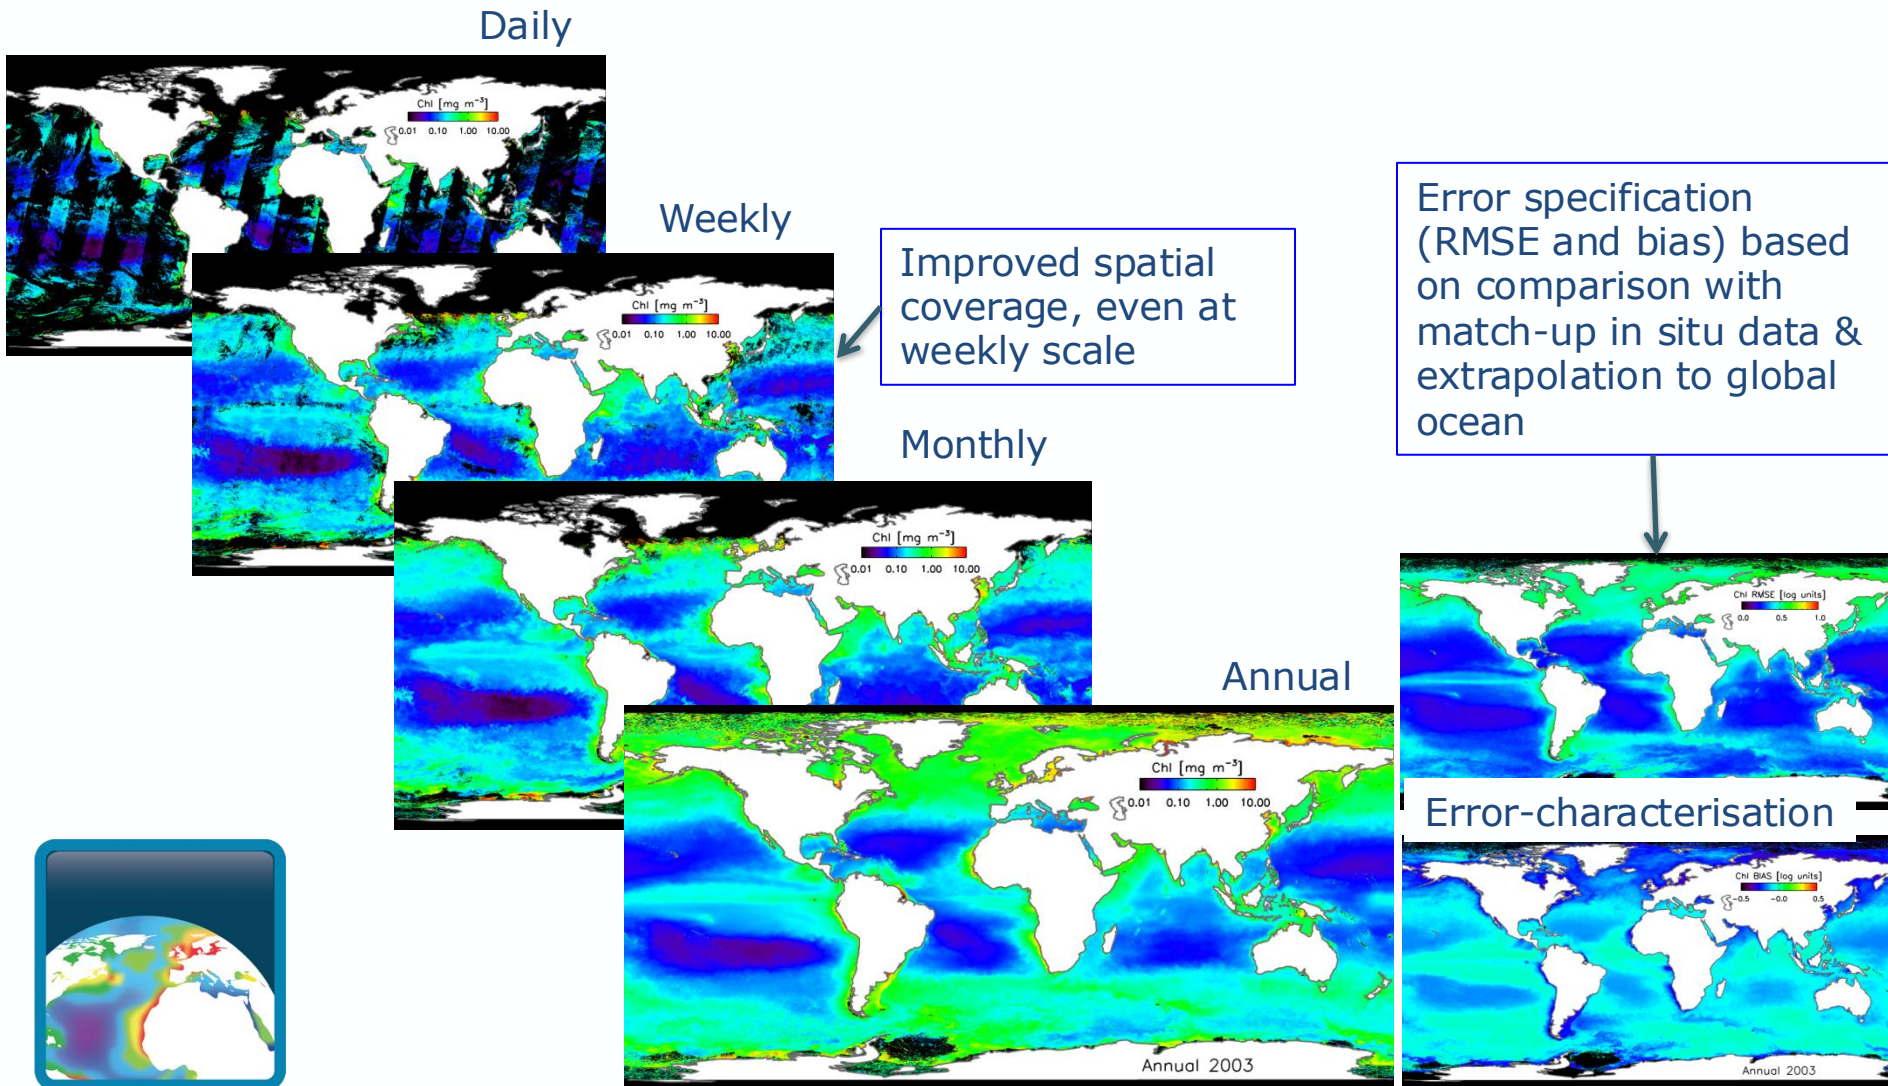 Daily
Chl [mg m⁻³]
0.01 0.10 1.00 10.00
Weekly
Chl [mg m⁻³]
0.01 0.10 1.00 10.00
Improved spatial
coverage, even at
weekly scale
Monthly
Chl [mg m⁻³]
0.01 0.10 1.00 10.00
Annual
Chl [mg m⁻³]
0.01 0.10 1.00 10.00
Annual 2003
Error specification
(RMSE and bias) based
on comparison with
match-up in situ data &
extrapolation to global
ocean
Chl RMSE [log units]
0.0 0.5 1.0
Error-characterisation
Chl BIAS [log units]
-0.5 -0.0 0.5
Annual 2003